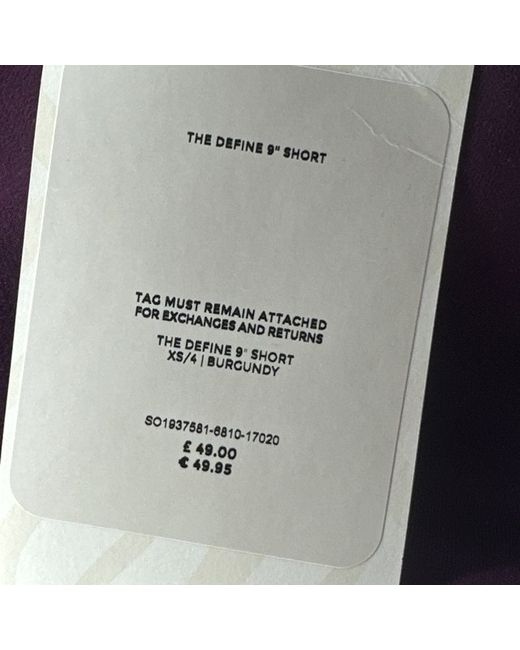 THE DEFINE 9" SHORT
TAG MUST REMAIN ATTACHED
FOR EXCHANGES AND RETURNS
THE DEFINE 9" SHORT
XS/4 | BURGUNDY
SO1937581-6810-17020
£ 49.00
€ 49.95